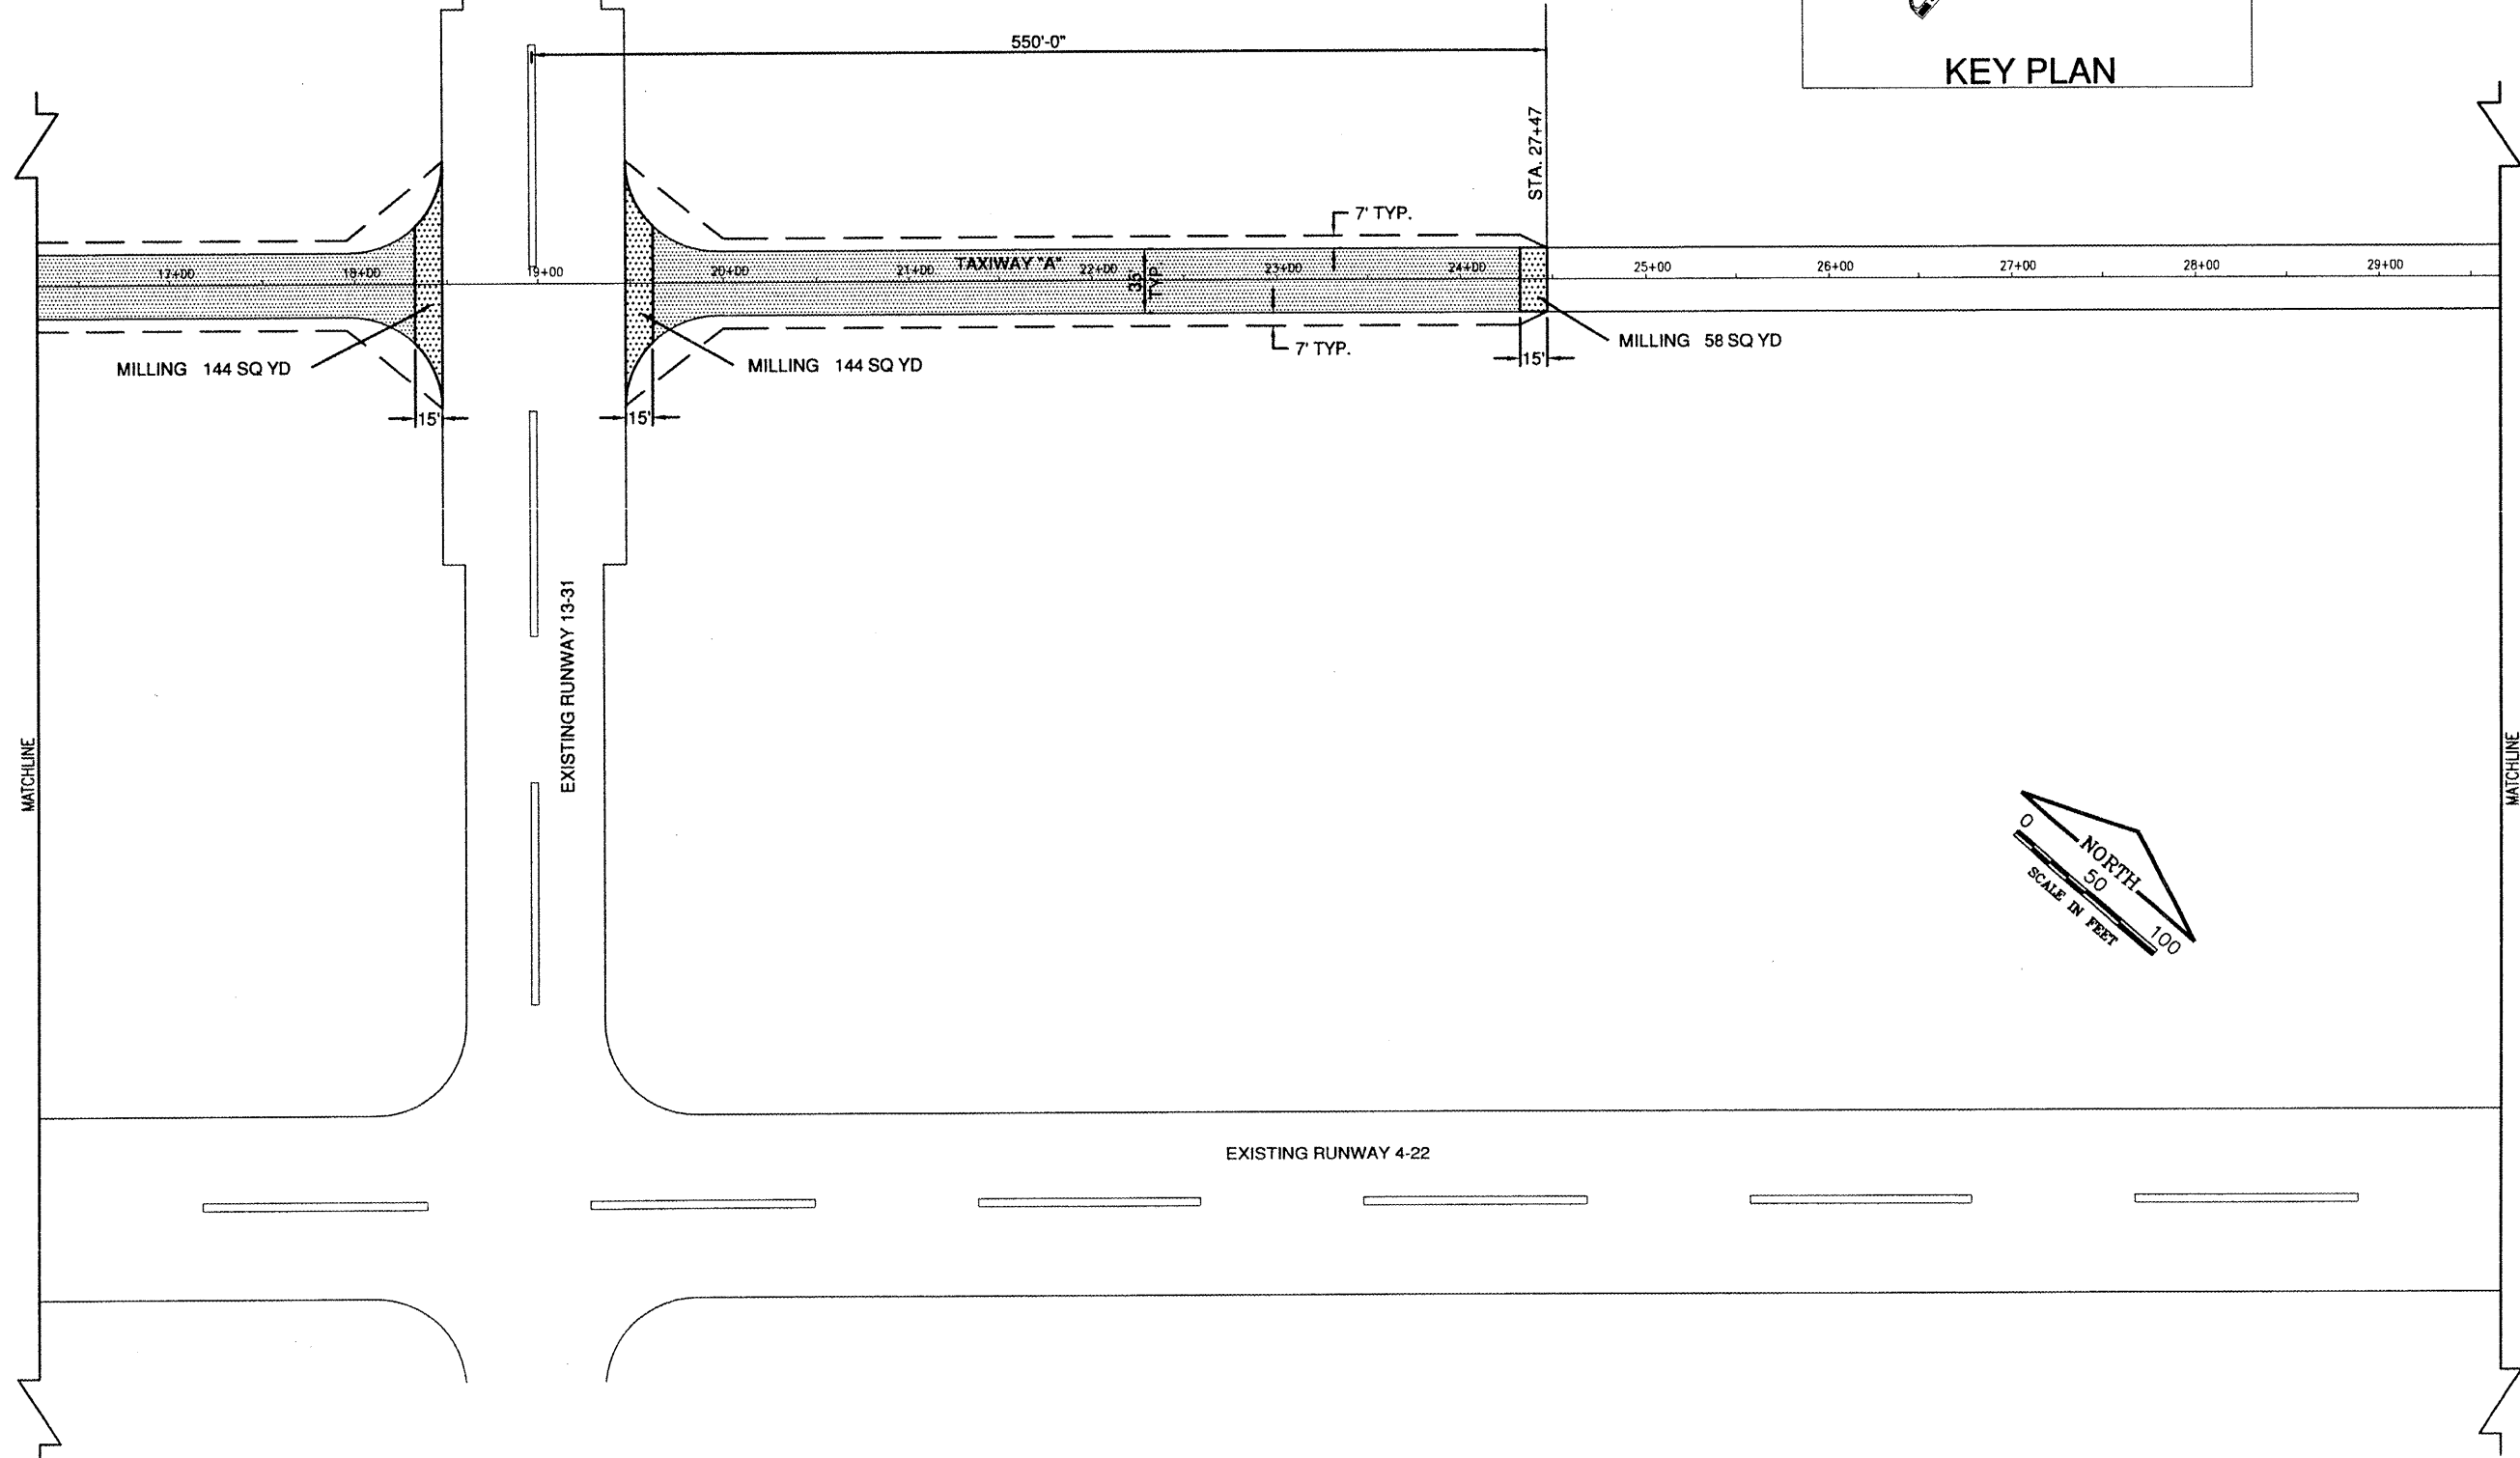 550'-0"
KEY PLAN
STA. 27+47
7' TYP.
17+00
18+00
19+00
20+00
21+00
TAXIWAY "A"
22+00
23+00
24+00
25+00
26+00
27+00
28+00
29+00
35'
TYP.
MILLING 144 SQ YD
MILLING 144 SQ YD
7' TYP.
MILLING 58 SQ YD
15'
15'
15'
EXISTING RUNWAY 13-31
MATCHLINE
MATCHLINE
0
NORTH
50
100
SCALE IN FEET
EXISTING RUNWAY 4-22